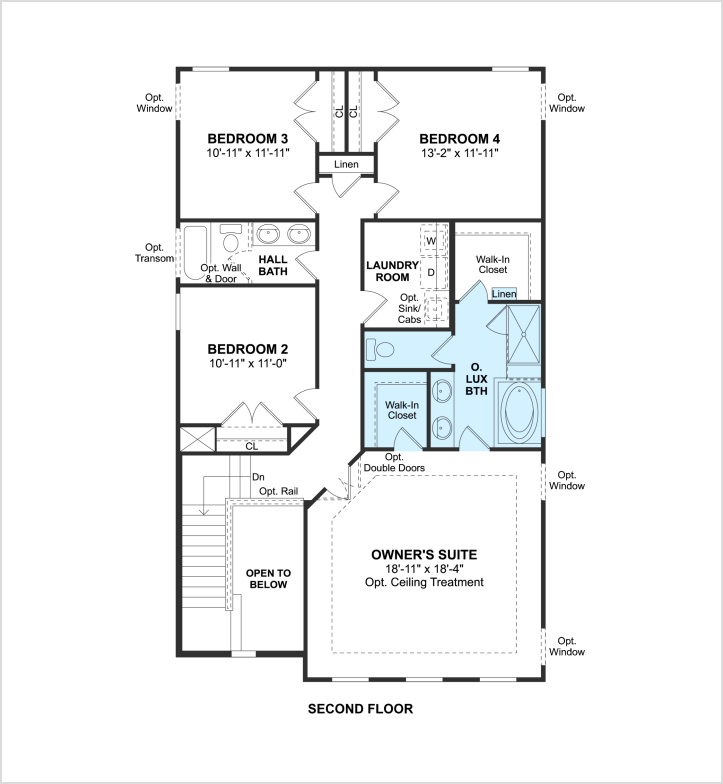 Opt.
Window
BEDROOM 3
10'-11" x 11'-11"
CL
CL
BEDROOM 4
13'-2" x 11'-11"
Opt.
Window
Linen
Opt.
Transom
Opt. Wall
& Door
HALL
BATH
LAUNDRY
ROOM
W
D
Opt.
Sink/
Cabs
Walk-In
Closet
Linen
BEDROOM 2
10'-11" x 11'-0"
CL
O.
LUX
BTH
Walk-In
Closet
Opt.
Double Doors
Dn
Opt. Rail
Opt.
Window
OPEN TO
BELOW
OWNER'S SUITE
18'-11" x 18'-4"
Opt. Ceiling Treatment
Opt.
Window
SECOND FLOOR